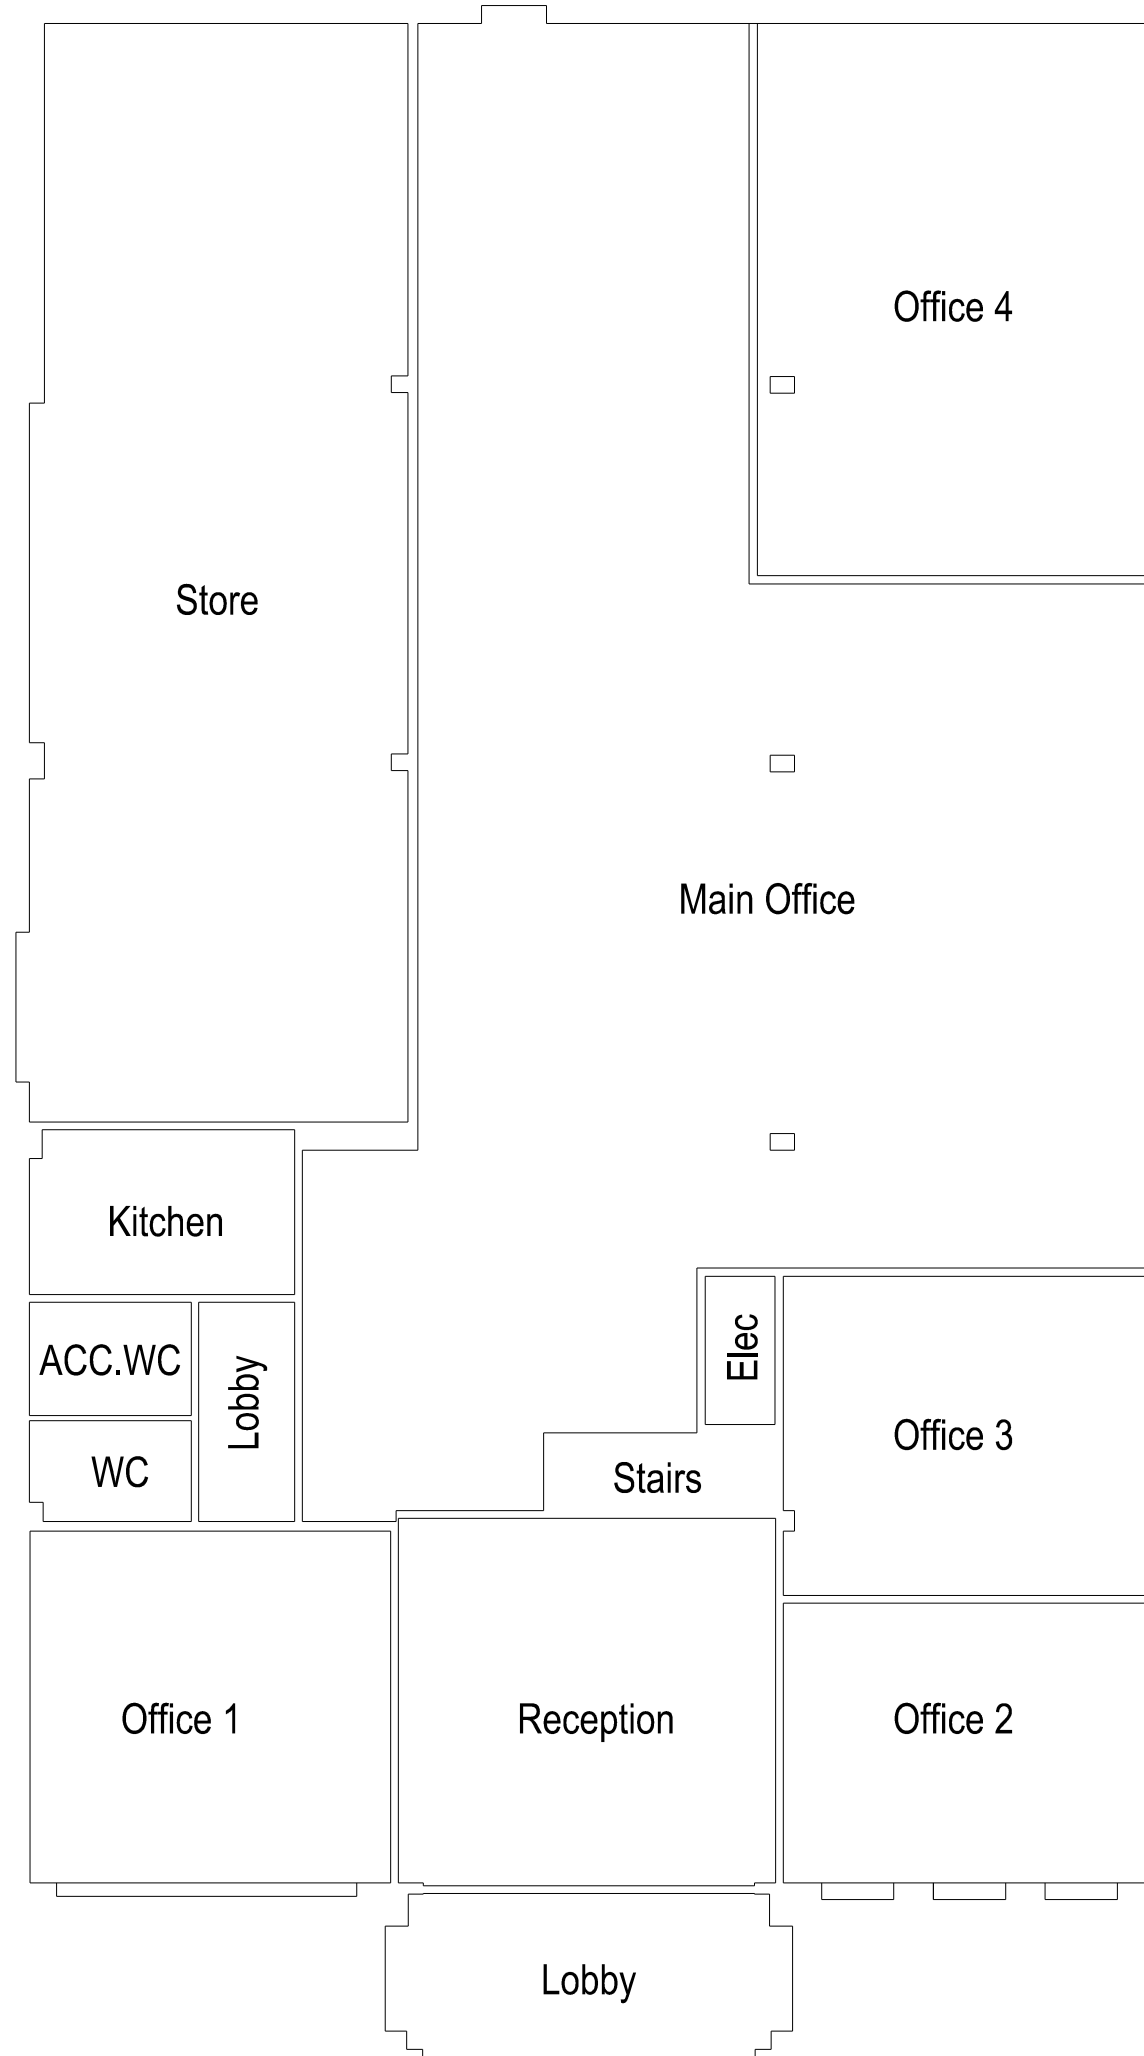 Office 4
Store
Main Office
Kitchen
ACC.WC
Lobby
Elec
WC
Stairs
Office 3
Office 1
Reception
Office 2
Lobby